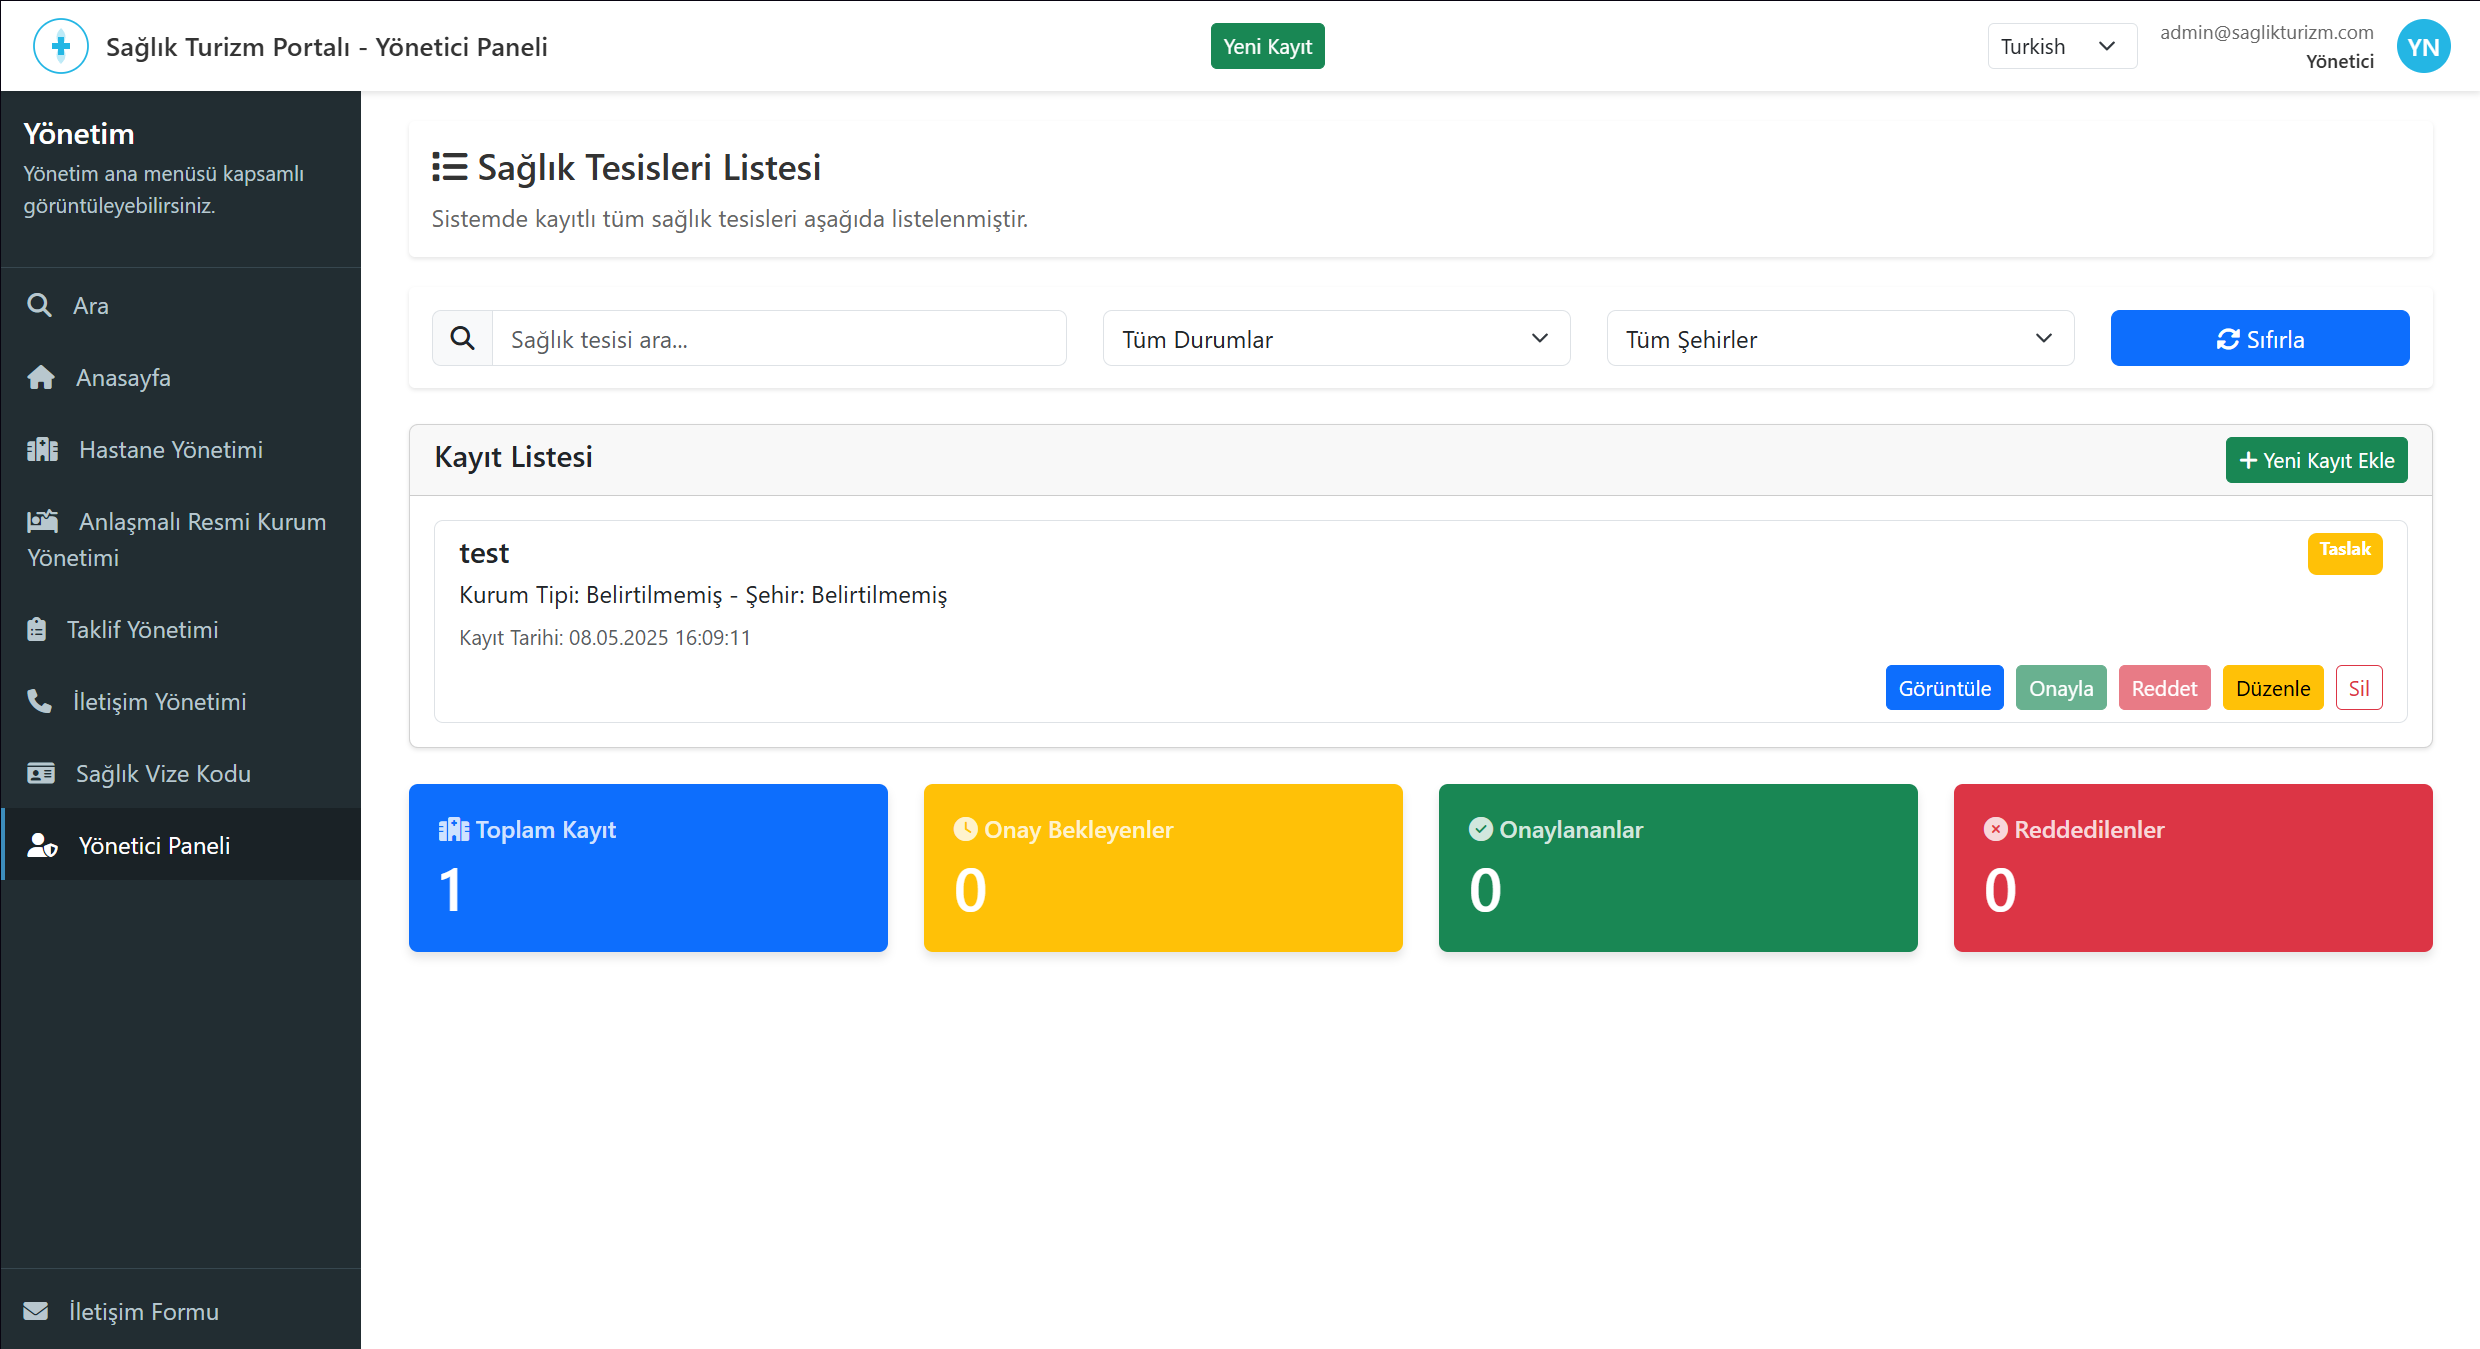 Sağlık Turizm Portalı - Yönetici Paneli
Yeni Kayıt
Turkish
admin@saglikturizm.com
Yönetici
YN
Yönetim
Yönetim ana menüsü kapsamlı
görüntüleyebilirsiniz.
Ara
Anasayfa
Hastane Yönetimi
Anlaşmalı Resmi Kurum
Yönetimi
Taklif Yönetimi
İletişim Yönetimi
Sağlık Vize Kodu
Yönetici Paneli
İletişim Formu
Sağlık Tesisleri Listesi
Sistemde kayıtlı tüm sağlık tesisleri aşağıda listelenmiştir.
Sağlık tesisi ara...
Tüm Durumlar
Tüm Şehirler
Sıfırla
Kayıt Listesi
Yeni Kayıt Ekle
test
Taslak
Kurum Tipi: Belirtilmemiş - Şehir: Belirtilmemiş
Kayıt Tarihi: 08.05.2025 16:09:11
Görüntüle
Onayla
Reddet
Düzenle
Sil
Toplam Kayıt
1
Onay Bekleyenler
0
Onaylananlar
0
Reddedilenler
0